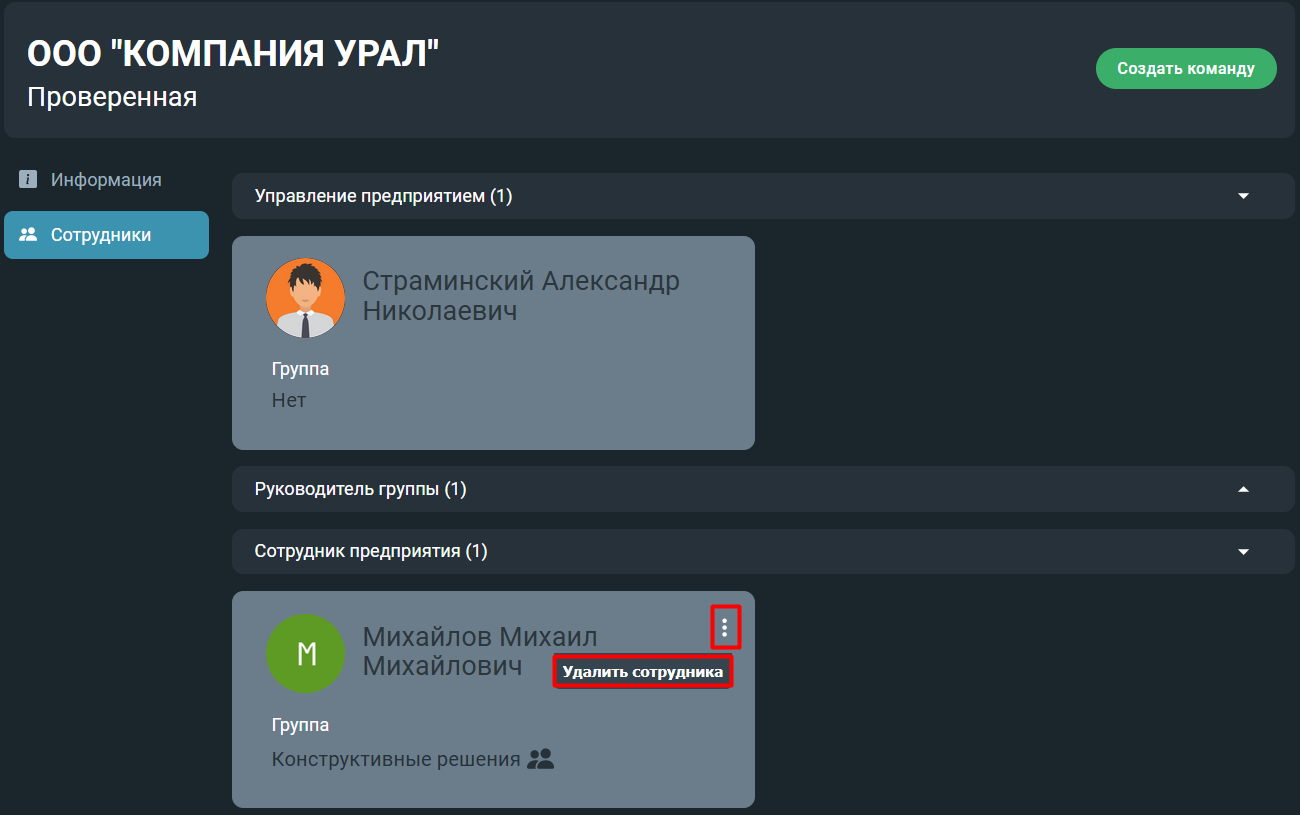 ООО "КОМПАНИЯ УРАЛ"
Проверенная
Создать команду
Информация
Сотрудники
Управление предприятием (1)
Страминский Александр
Николаевич
Группа
Нет
Руководитель группы (1)
Сотрудник предприятия (1)
М
Михайлов Михаил
Михайлович
Удалить сотрудника
Группа
Конструктивные решения